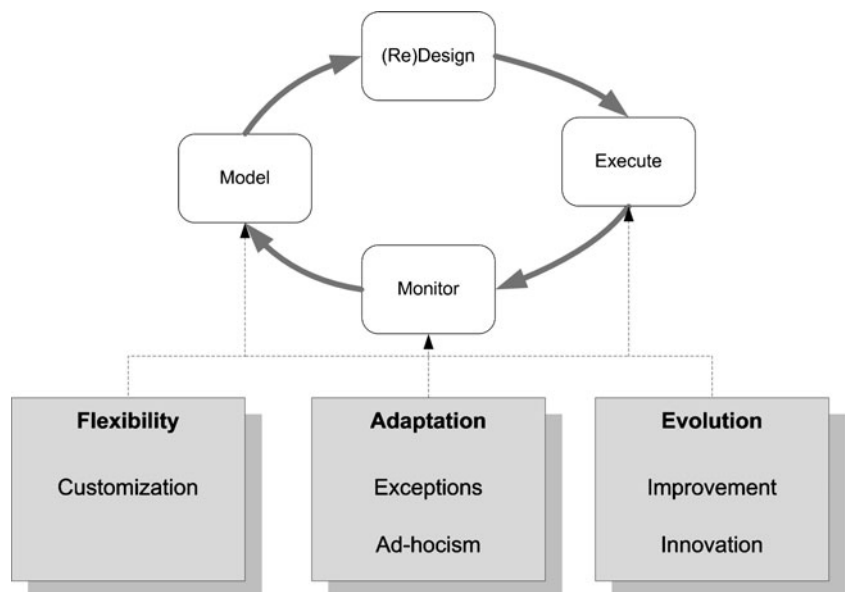 (Re)Design
Execute
Model
Monitor
Flexibility
Customization
Adaptation
Exceptions
Ad-hocism
Evolution
Improvement
Innovation